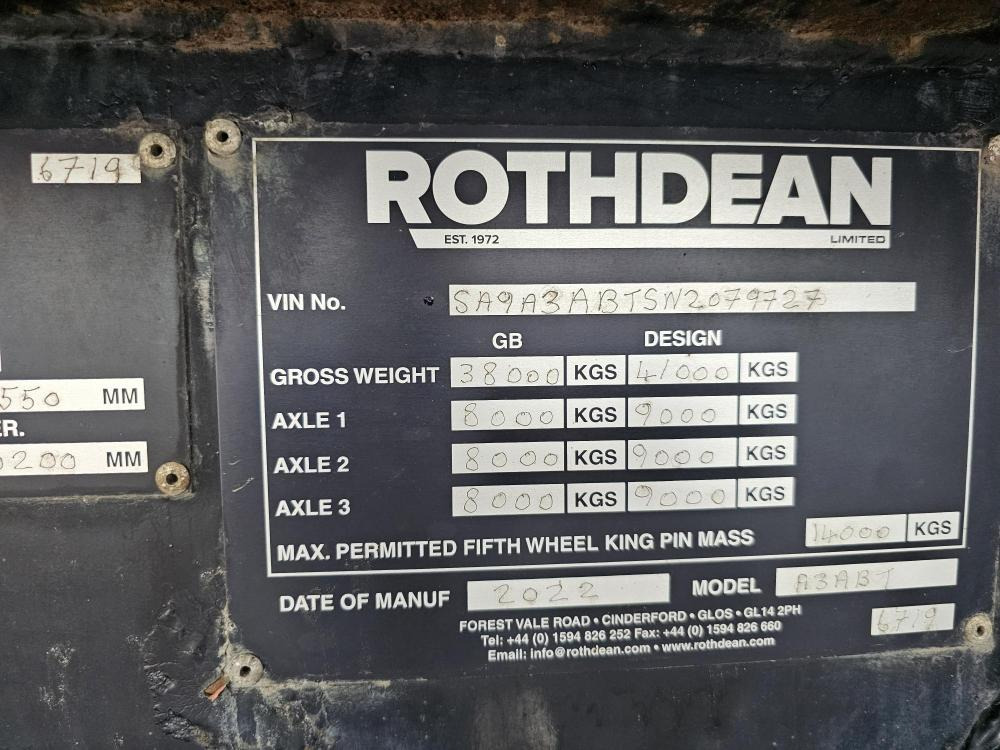 6719
550 MM
ER.
0200 MM
ROTHDEAN
EST. 1972 LIMITED
VIN No. SA9A3ABTSN2079727
GB DESIGN
GROSS WEIGHT 38000 KGS 41000 KGS
AXLE 1 8000 KGS 9000 KGS
AXLE 2 8000 KGS 9000 KGS
AXLE 3 8000 KGS 9000 KGS
MAX. PERMITTED FIFTH WHEEL KING PIN MASS 14000 KGS
DATE OF MANUF 2022 MODEL A3ABT
FOREST VALE ROAD • CINDERFORD • GLOS • GL14 2PH
Tel: +44 (0) 1594 826 252 Fax: +44 (0) 1594 826 660
Email: info@rothdean.com • www.rothdean.com
6719